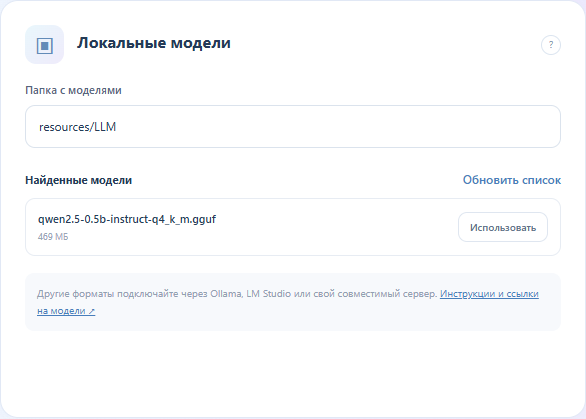 Локальные модели
?
Папка с моделями
resources/LLM
Найденные модели
Обновить список
qwen2.5-0.5b-instruct-q4_k_m.gguf
469 МБ
Использовать
Другие форматы подключайте через Ollama, LM Studio или свой совместимый сервер. Инструкции и ссылки
на модели ↗